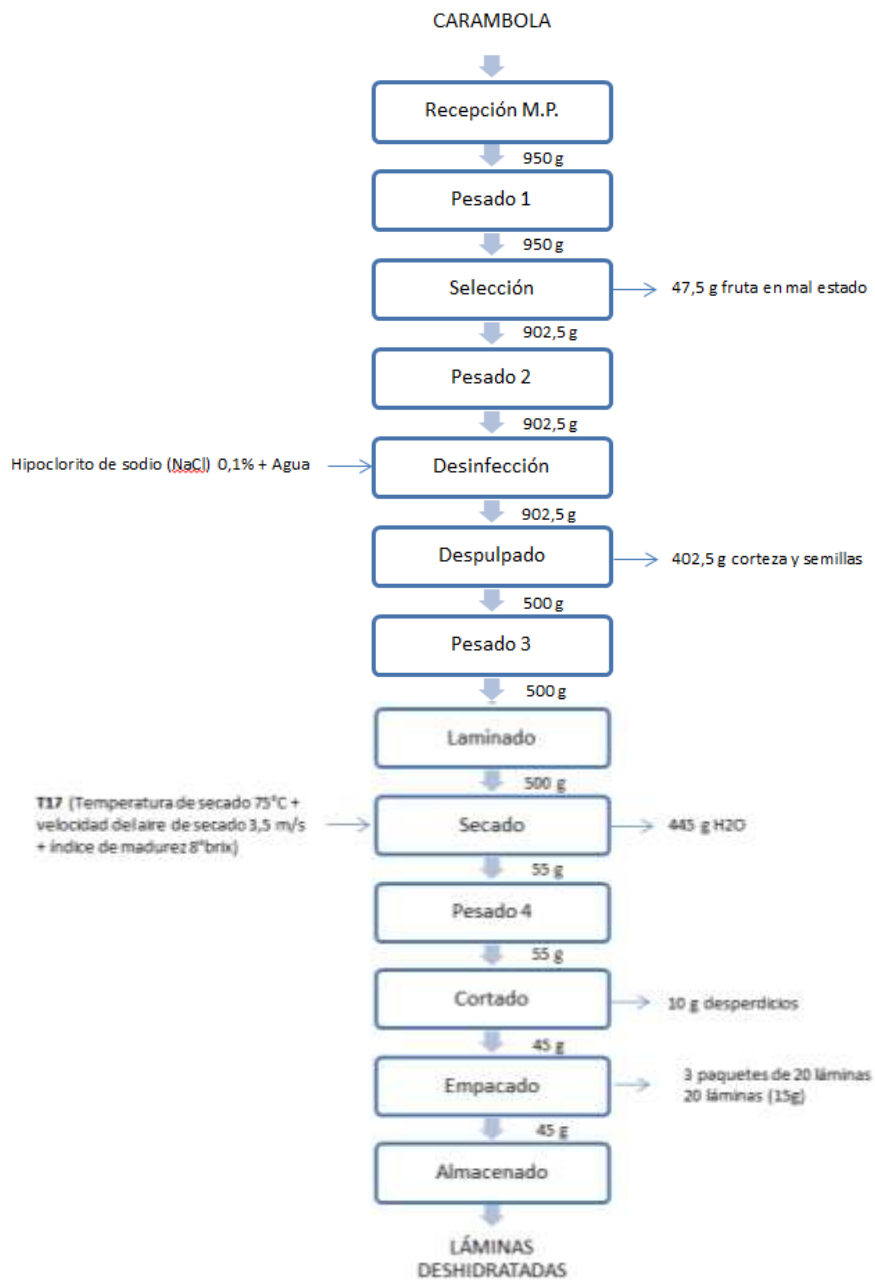 CARAMBOLA
Recepción M.P.
950 g
Pesado 1
950 g
Selección
47,5 g fruta en mal estado
902,5 g
Pesado 2
902,5 g
Hipoclorito de sodio (NaCl) 0,1% + Agua
Desinfección
902,5 g
Despulpado
402,5 g corteza y semillas
500 g
Pesado 3
500 g
Laminado
500 g
T17 (Temperatura de secado 75°C +
velocidad del aire de secado 3,5 m/s
+ índice de madurez 8°brix)
Secado
445 g H2O
55 g
Pesado 4
55 g
Cortado
10 g desperdicios
45 g
Empacado
3 paquetes de 20 láminas
20 láminas (15g)
45 g
Almacenado
LÁMINAS
DESHIDRATADAS